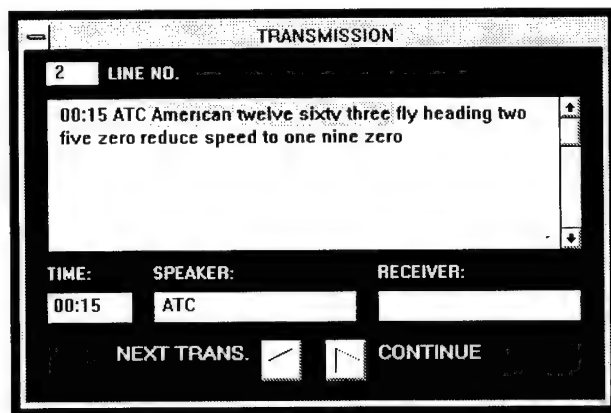 TRANSMISSION
2 LINE NO.
00:15 ATC American twelve sixty three fly heading two
five zero reduce speed to one nine zero
TIME: SPEAKER: RECEIVER:
00:15 ATC
NEXT TRANS. CONTINUE